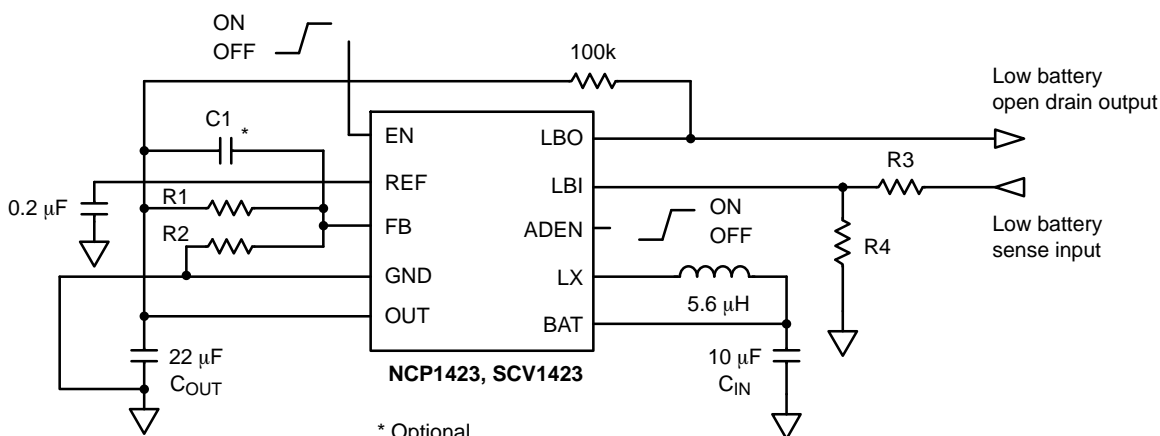 ON
OFF
100k
Low battery
open drain output
C1
*
EN
LBO
REF
LBI
R3
0.2 μF
R1
FB
ADEN
ON
OFF
Low battery
sense input
R2
R4
GND
LX
5.6 μH
OUT
BAT
22 μF
COUT
10 μF
CIN
NCP1423, SCV1423
* Optional